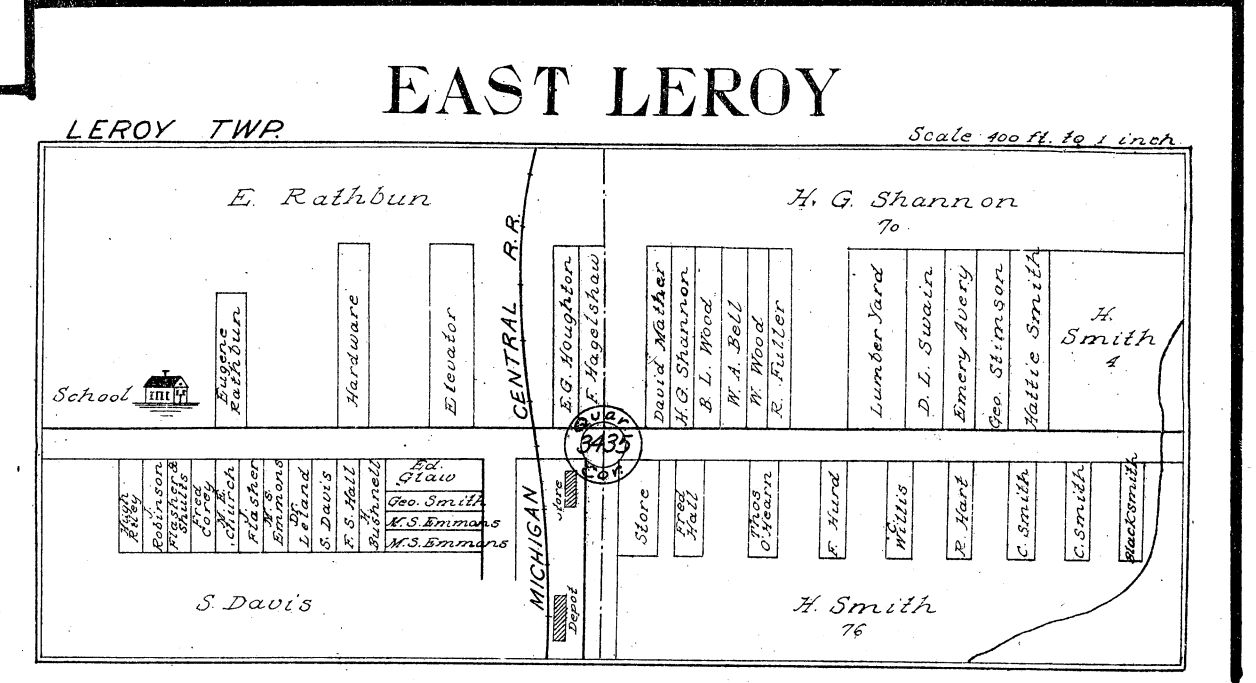 EAST LEROY
LEROY TWP.
Scale 400 ft. to 1 inch
E. Rathbun
H. G. Shannon
70
School
Eugene
Rathbun
Hardware
Elevator
MICHIGAN CENTRAL R.R.
E.G. Houghton
F. Hagelshaw
David Mather
H.G. Shannon
B. L. Wood
W. A. Bell
W. Wood
R. Fuller
Lumber Yard
D. L. Swain
Emery Avery
Geo. Stimson
Hattie Smith
H.
Smith
4
Quar
3435
Cor.
Hugh
Riley
J.
Robinson
Flasher &
Shults
Fred
Corey
M. E.
Church
J.
Flasher
M. S.
Emmons
Dr.
Leland
S. Davis
F. S. Hall
H.
Bushnell
Ed.
Glaw
Geo. Smith
M.S. Emmans
M.S. Emmans
Store
Depot
Store
Fred
Hall
Thos
O'Hearn
F. Hurd
C.
Willis
R. Hart
C. Smith
C. Smith
Blacksmith
S. Davis
H. Smith
76